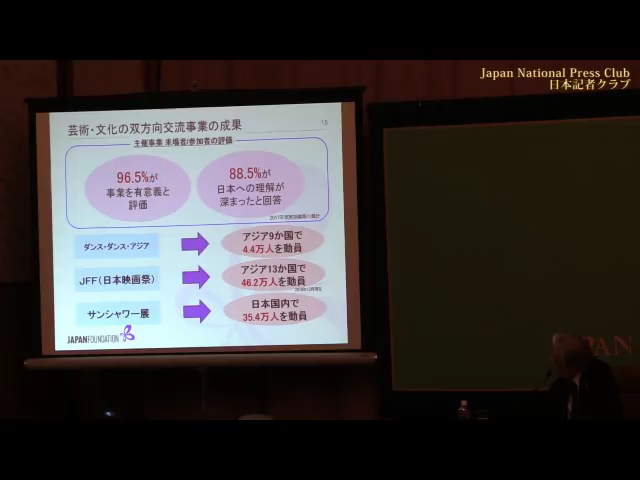 Japan National Press Club
日本記者クラブ
芸術・文化の双方向交流事業の成果
15
主催事業 来場者/参加者の評価
96.5%が
事業を有意義と
評価
88.5%が
日本への理解が
深まったと回答
ダンス・ダンス・アジア
アジア9か国で
4.4万人を動員
JFF(日本映画祭)
アジア13か国で
46.2万人を動員
サンシャワー展
日本国内で
35.4万人を動員
JAPANFOUNDATION
PAN